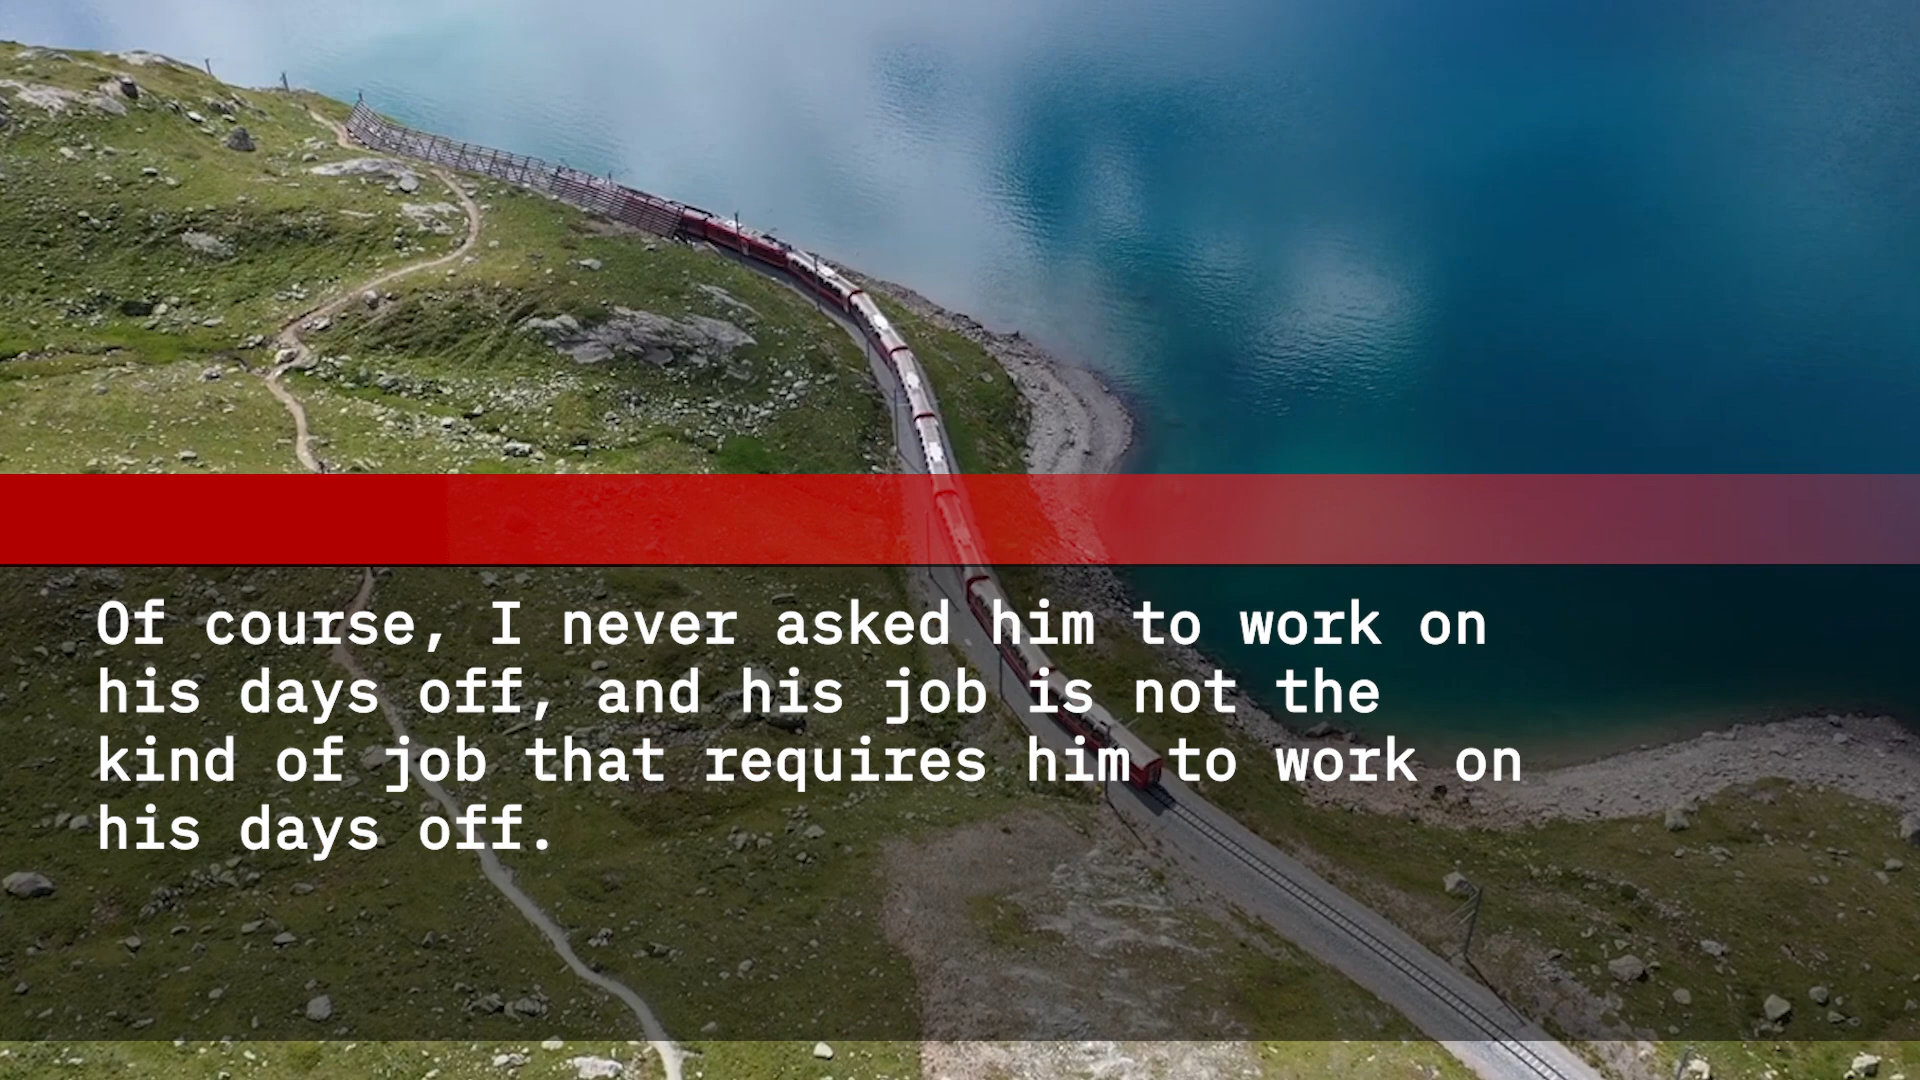 Of course, I never asked him to work on
his days off, and his job is not the
kind of job that requires him to work on
his days off.